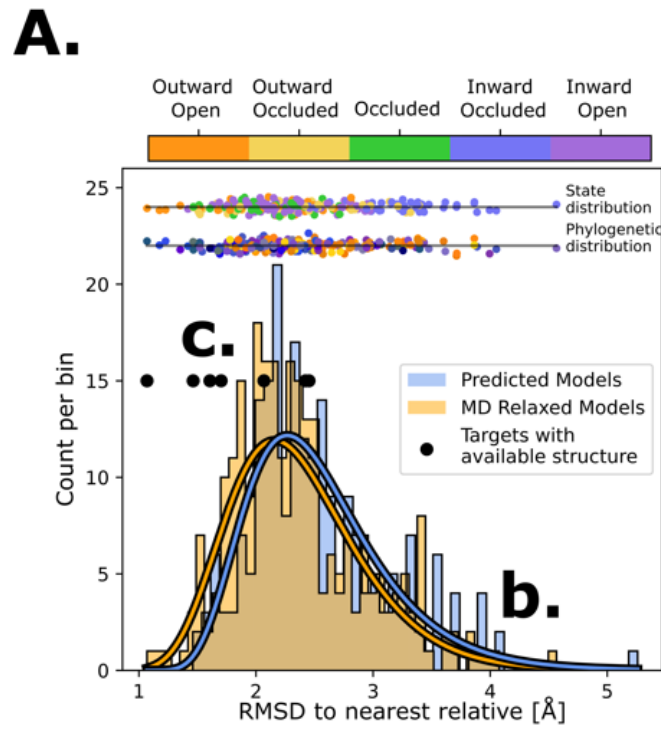 A.
Outward Open
Outward Occluded
Occluded
Inward Occluded
Inward Open
25
20
15
10
5
0
Count per bin
State distribution
Phylogenetic distribution
c.
Predicted Models
MD Relaxed Models
Targets with available structure
b.
1 2 3 4 5
RMSD to nearest relative [Å]